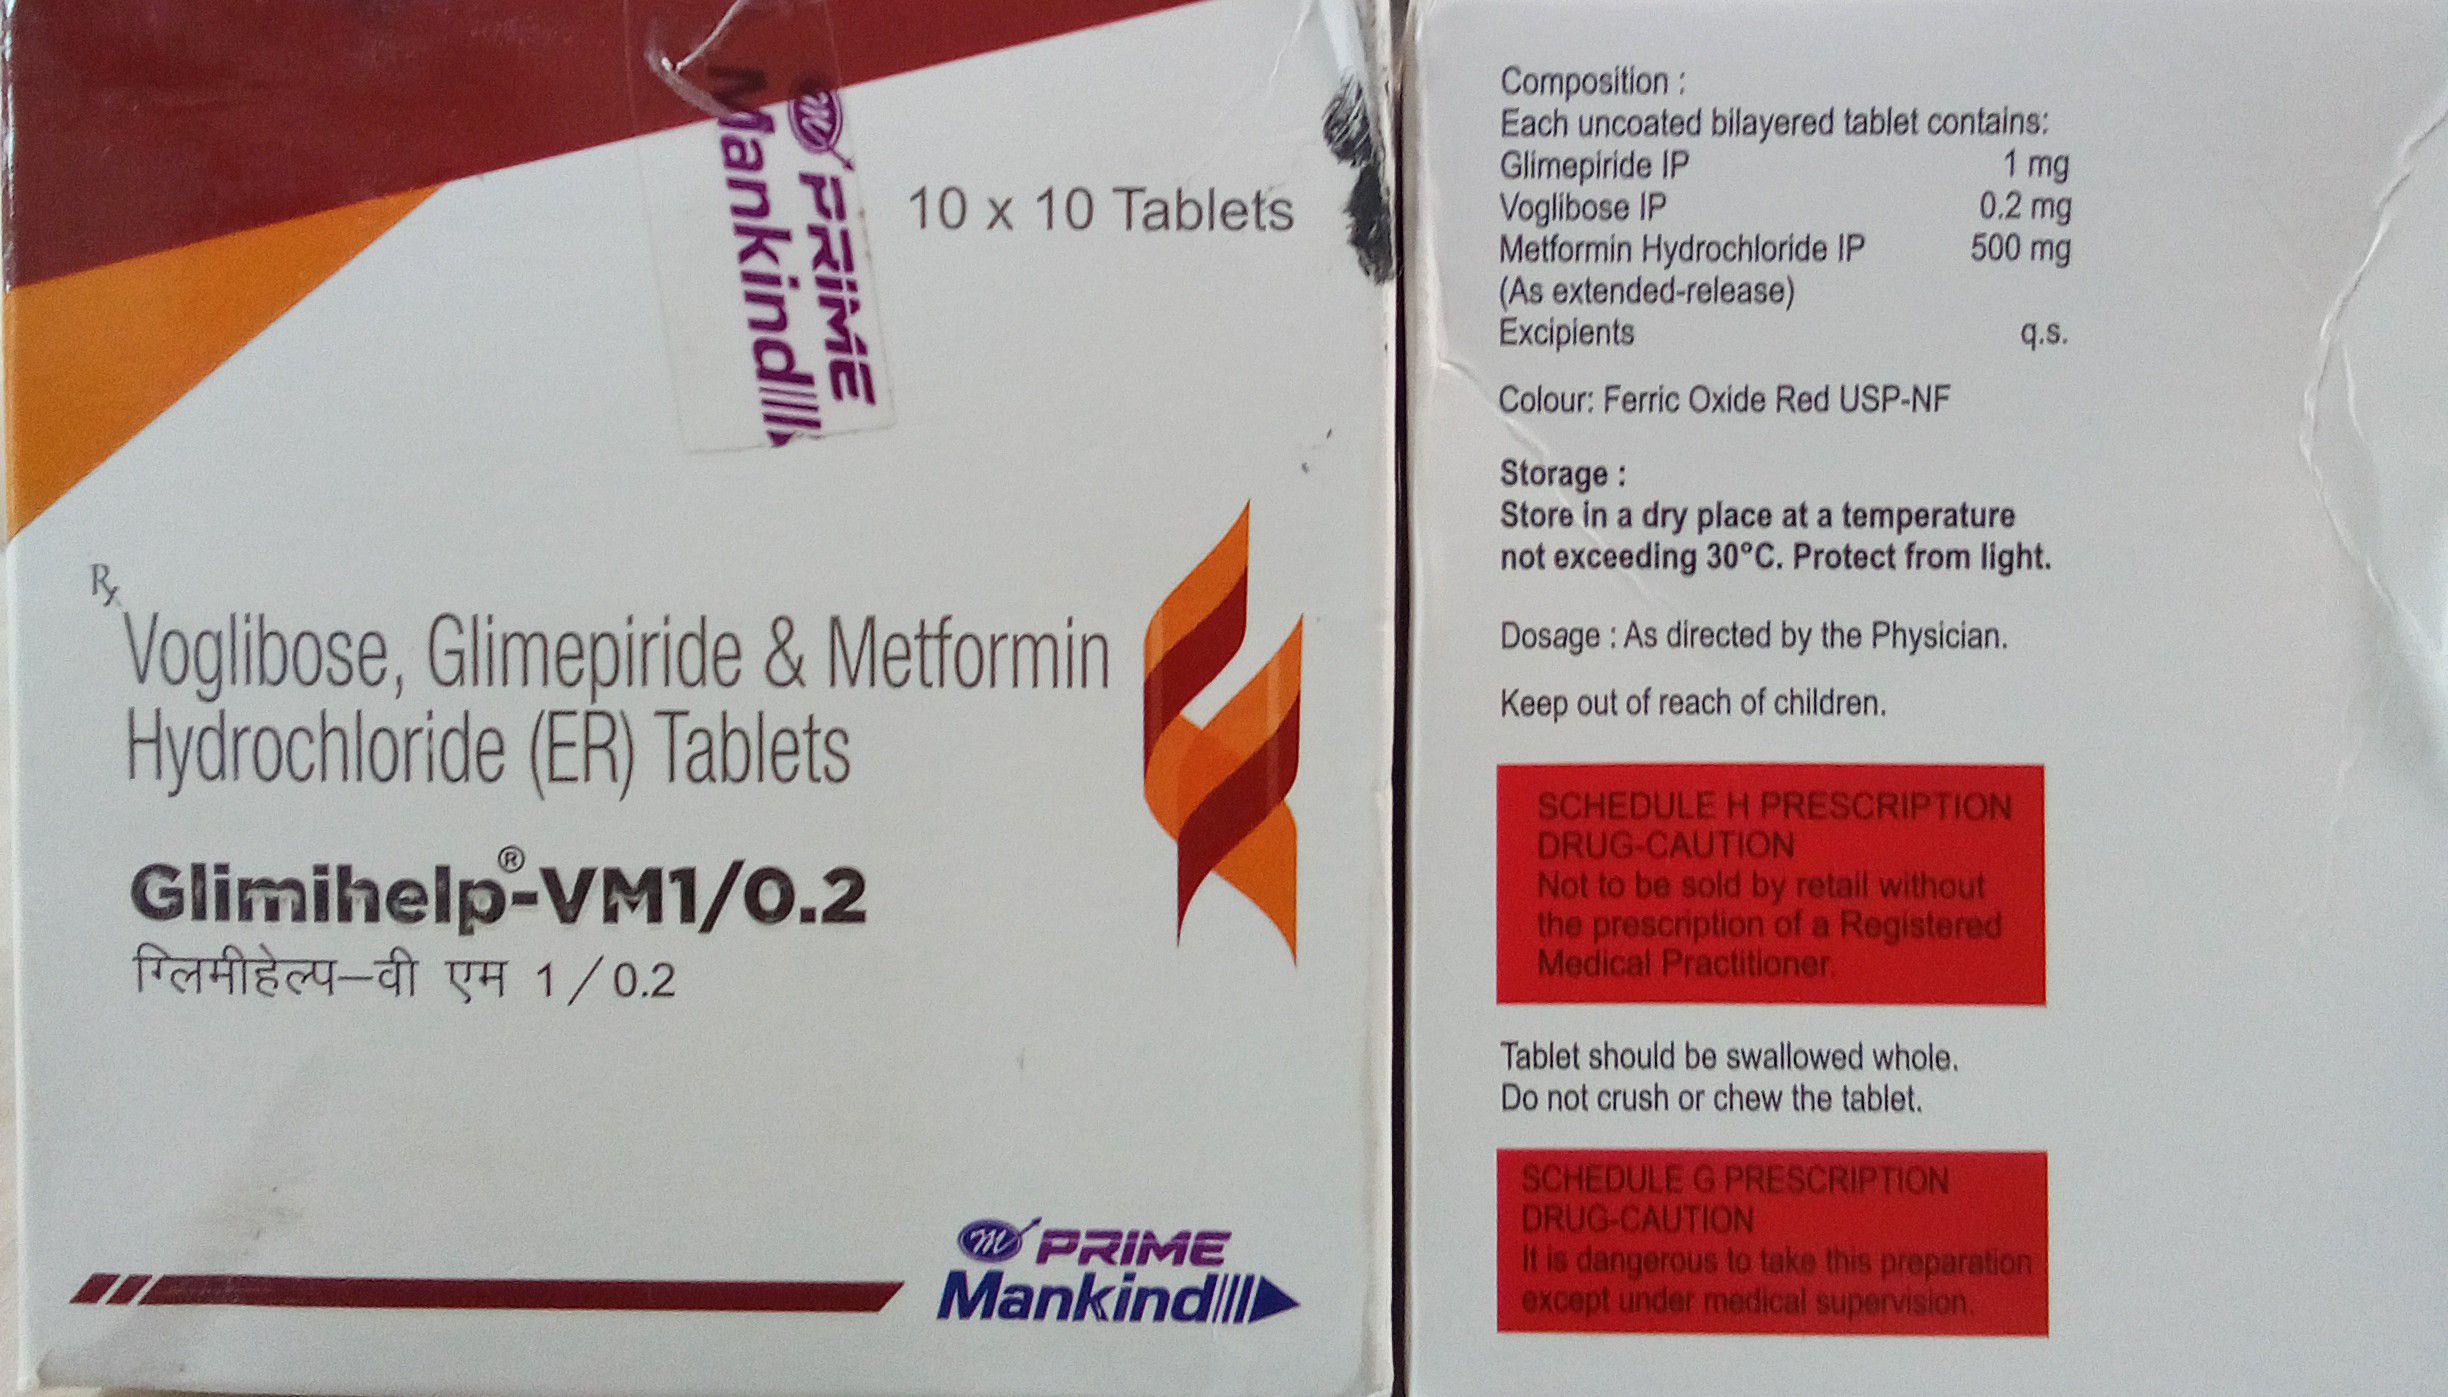 PRIME
Mankind
10 x 10 Tablets
Rx
Voglibose, Glimepiride & Metformin
Hydrochloride (ER) Tablets
Glimihelp®-VM1/0.2
ग्लिमीहेल्प–वी एम 1 / 0.2
m PRIME
Mankind
Composition :
Each uncoated bilayered tablet contains:
Glimepiride IP 1 mg
Voglibose IP 0.2 mg
Metformin Hydrochloride IP 500 mg
(As extended-release)
Excipients q.s.
Colour: Ferric Oxide Red USP-NF
Storage :
Store in a dry place at a temperature
not exceeding 30°C. Protect from light.
Dosage : As directed by the Physician.
Keep out of reach of children.
SCHEDULE H PRESCRIPTION
DRUG-CAUTION
Not to be sold by retail without
the prescription of a Registered
Medical Practitioner.
Tablet should be swallowed whole.
Do not crush or chew the tablet.
SCHEDULE G PRESCRIPTION
DRUG-CAUTION
It is dangerous to take this preparation
except under medical supervision.